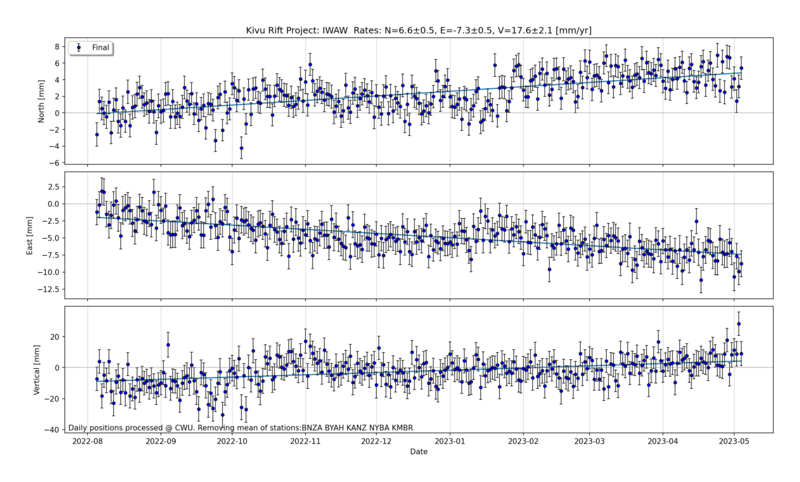 Kivu Rift Project: IWAW Rates: N=6.6±0.5, E=-7.3±0.5, V=17.6±2.1 [mm/yr]
Final
North [mm]
8
6
4
2
0
−2
−4
−6
East [mm]
2.5
0.0
−2.5
−5.0
−7.5
−10.0
−12.5
Vertical [mm]
20
0
−20
−40
Daily positions processed @ CWU. Removing mean of stations:BNZA BYAH KANZ NYBA KMBR
2022-08 2022-09 2022-10 2022-11 2022-12 2023-01 2023-02 2023-03 2023-04 2023-05
Date